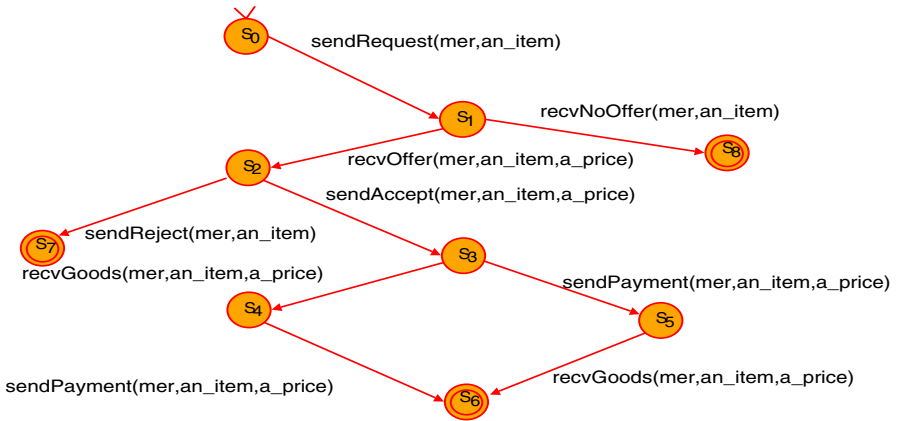 S0
sendRequest(mer,an_item)
recvNoOffer(mer,an_item)
S1
S8
recvOffer(mer,an_item,a_price)
S2
sendAccept(mer,an_item,a_price)
sendReject(mer,an_item)
S7
S3
recvGoods(mer,an_item,a_price)
sendPayment(mer,an_item,a_price)
S4
S5
recvGoods(mer,an_item,a_price)
sendPayment(mer,an_item,a_price)
S6